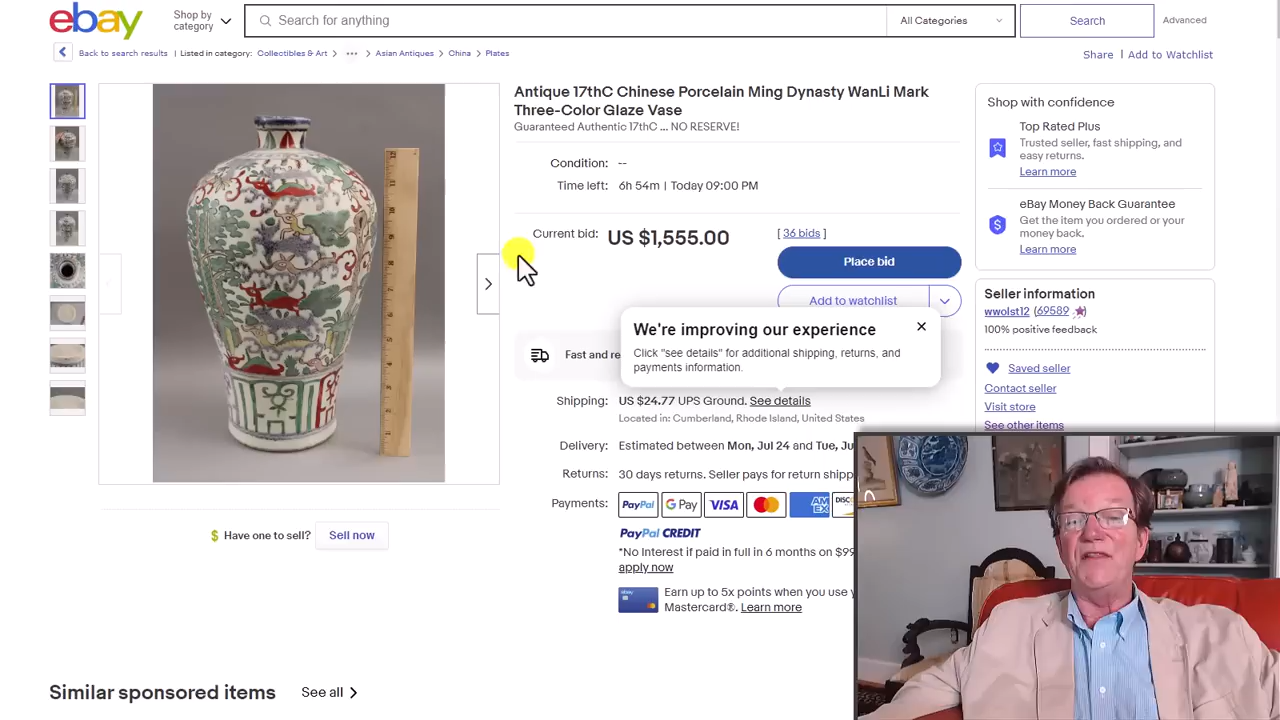 ebay
Shop by category
Search for anything
All Categories
Search
Advanced
Back to search results | Listed in category: Collectibles & Art > ... > Asian Antiques > China > Plates
Share | Add to Watchlist
Antique 17thC Chinese Porcelain Ming Dynasty WanLi Mark
Three-Color Glaze Vase
Guaranteed Authentic 17thC ... NO RESERVE!
Condition: --
Time left: 6h 54m | Today 09:00 PM
Current bid: US $1,555.00 [ 36 bids ]
Place bid
Add to watchlist
We're improving our experience
Click "see details" for additional shipping, returns, and
payments information.
Fast and re
Shipping: US $24.77 UPS Ground. See details
Located in: Cumberland, Rhode Island, United States
Delivery: Estimated between Mon, Jul 24 and Tue, Ju
Returns: 30 days returns. Seller pays for return shipp
Payments: PayPal G Pay VISA AM EX DISC
PayPal CREDIT
*No Interest if paid in full in 6 months on $99
apply now
Earn up to 5x points when you use y
Mastercard®. Learn more
Have one to sell? Sell now
Similar sponsored items See all
Shop with confidence
Top Rated Plus
Trusted seller, fast shipping, and
easy returns.
Learn more
eBay Money Back Guarantee
Get the item you ordered or your
money back.
Learn more
Seller information
wwolst12 (69589)
100% positive feedback
Saved seller
Contact seller
Visit store
See other items